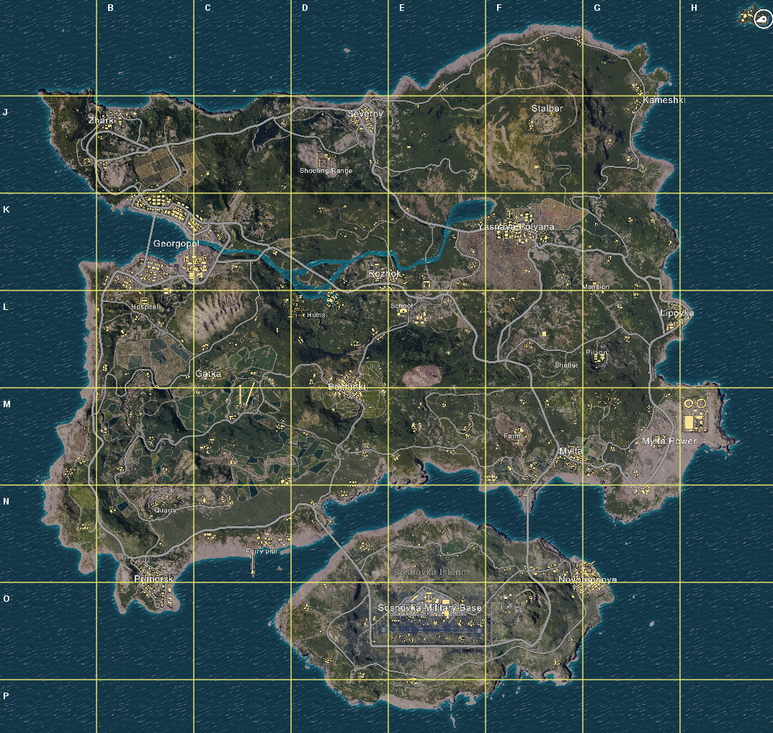 B C D E F G H
J
Zharki
Severny
Stalber
Kameshki
Shooting Range
K
Georgopol
Yasnaya Polyana
Rozhok
Mansion
L
Hospital
Ruins
School
Lipovka
Prison
Shelter
Gatka
Pochinki
M
Farm
Mylta Power
Mylta
N
Quarry
Ferry pier
Sosnovka Island
Primorsk
Novorepnoye
O
Sosnovka Military Base
P